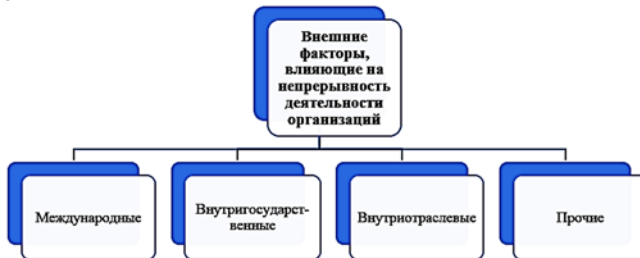 Внешние
факторы,
влияющие на
непрерывность
деятельности
организаций
Международные
Внутригосударст-
венные
Внутриотраслевые
Прочие